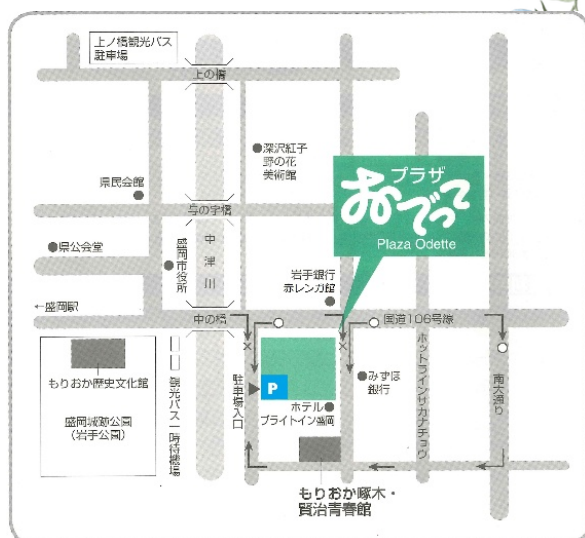 上ノ橋観光バス
駐車場
上の橋
深沢紅子
野の花
美術館
県民会館
プラザ
おでって
Plaza Odette
与の字橋
県公会堂
盛岡
市役所
中津川
岩手銀行
赤レンガ館
←盛岡駅
中の橋
国道106号線
もりおか歴史文化館
盛岡城跡公園
(岩手公園)
観光バス一時待機場
駐車場入口
P
ホテル
ブライトイン盛岡
みずほ
銀行
ホットラインサカナチョウ
南大通り
もりおか啄木・
賢治青春館